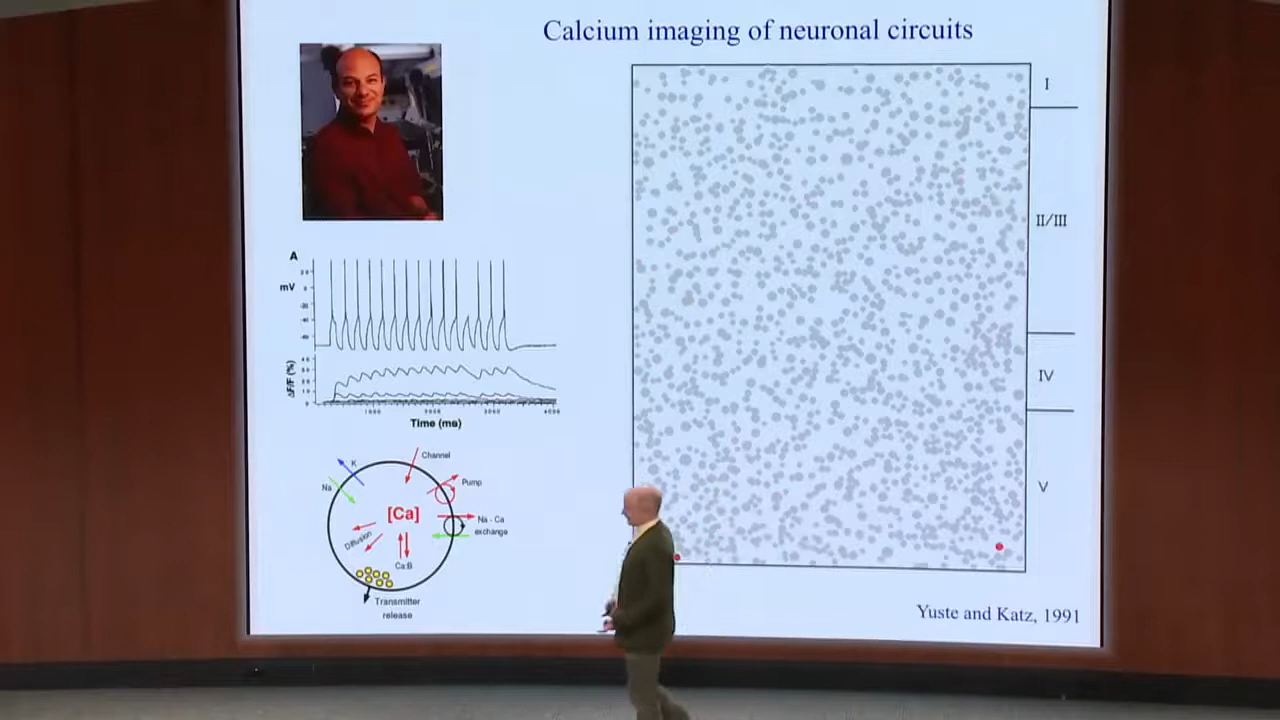 Calcium imaging of neuronal circuits
I
II/III
IV
V
A
mV
ΔF/F (%)
Time (ms)
Channel
K
Pump
Na
[Ca]
Na - Ca
exchange
Diffusion
Ca:B
Transmitter
release
Yuste and Katz, 1991